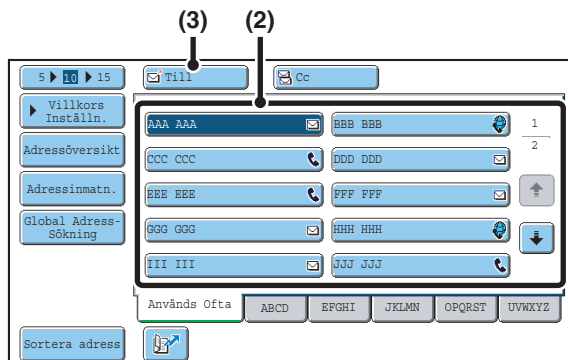 (3) (2)
5 10 15 Till Cc
Villkors
Inställn.
Adressöversikt
Adressinmatn.
Global Adress-
Sökning
AAA AAA BBB BBB
CCC CCC DDD DDD
EEE EEE FFF FFF
GGG GGG HHH HHH
III III JJJ JJJ
1
2
Används Ofta ABCD EFGHI JKLMN OPQRST UVWXYZ
Sortera adress